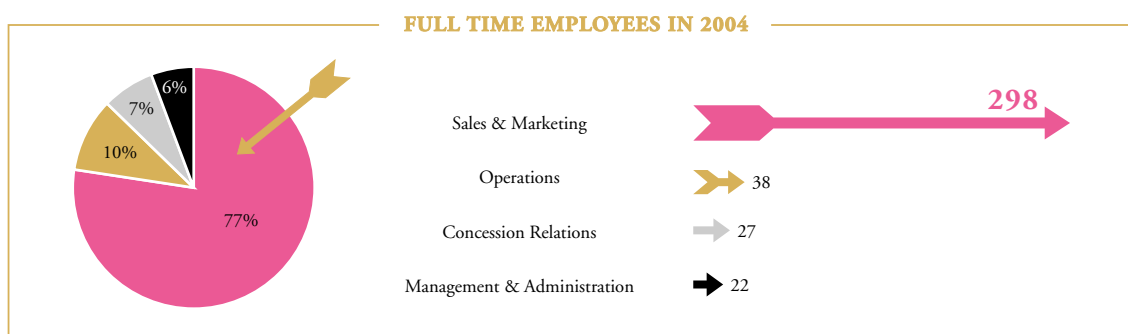 FULL TIME EMPLOYEES IN 2004
6%
7%
10%
77%
Sales & Marketing 298
Operations 38
Concession Relations 27
Management & Administration 22